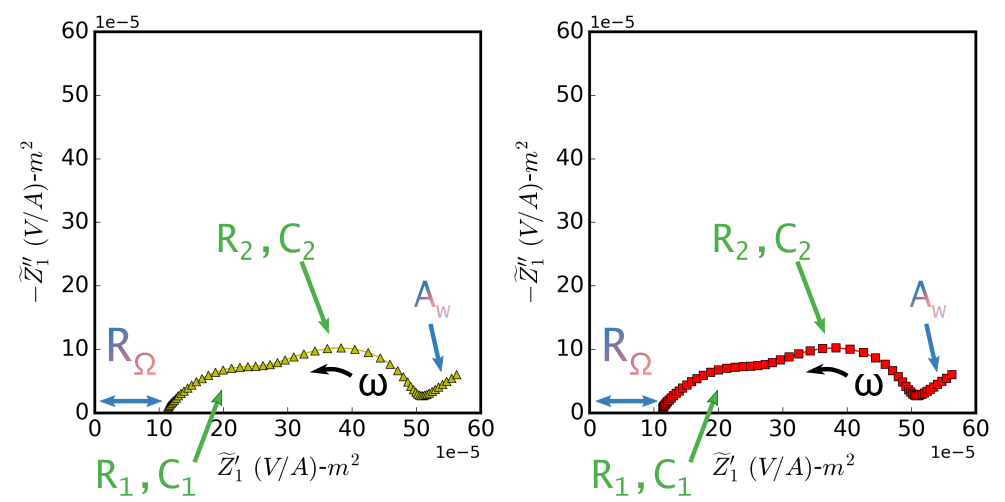 1e-5
60
50
40
30
20
10
0
−Z̃₁″ (V/A)-m²
R₂,C₂
A_w
R_Ω
ω
0 10 20 30 40 50 60
1e-5
R₁,C₁
Z̃₁′ (V/A)-m²
1e-5
60
50
40
30
20
10
0
−Z̃₁″ (V/A)-m²
R₂,C₂
A_w
R_Ω
ω
0 10 20 30 40 50 60
1e-5
R₁,C₁
Z̃₁′ (V/A)-m²